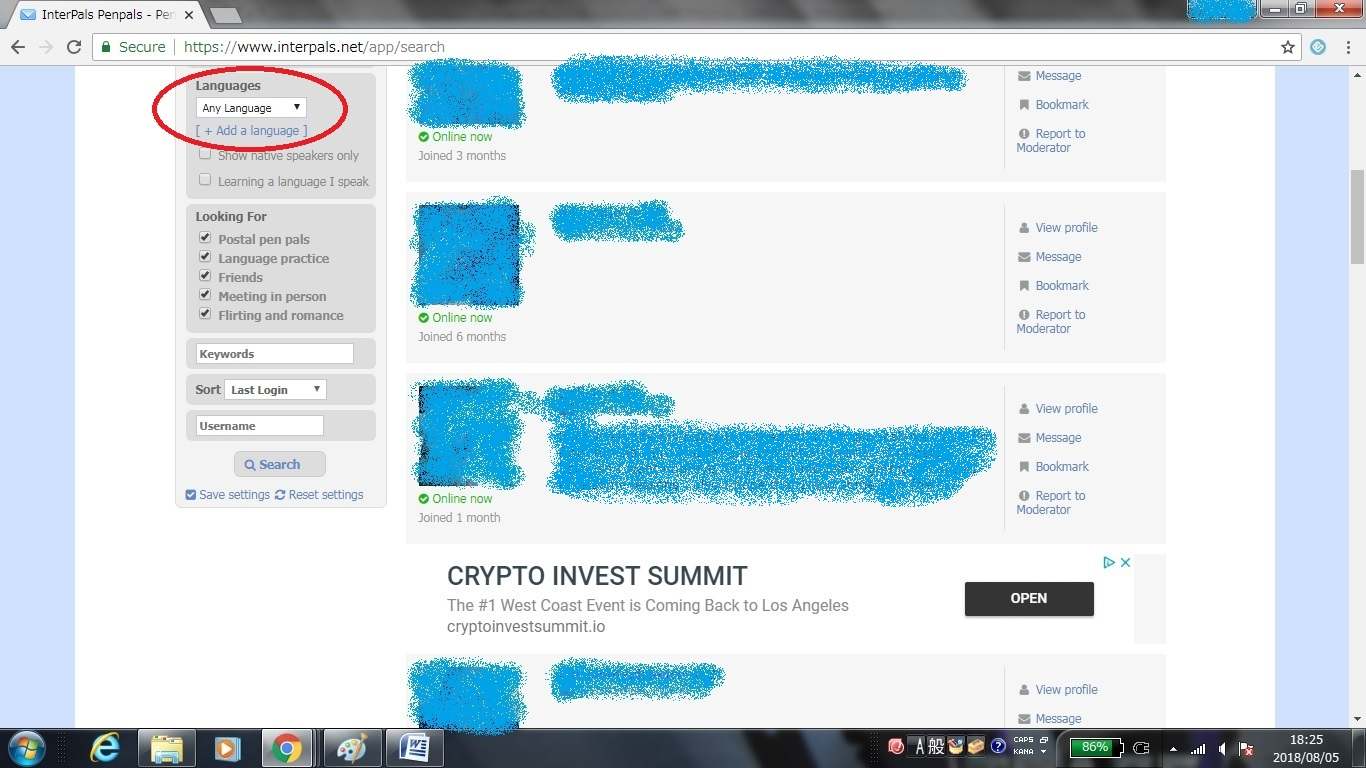 InterPals Penpals - Pen
Secure
https://www.interpals.net/app/search
Languages
Any Language
[ + Add a language ]
Show native speakers only
Learning a language I speak
Looking For
Postal pen pals
Language practice
Friends
Meeting in person
Flirting and romance
Keywords
Sort Last Login
Username
Search
Save settings Reset settings
Online now
Joined 3 months
Message
Bookmark
Report to
Moderator
Online now
Joined 6 months
View profile
Message
Bookmark
Report to
Moderator
Online now
Joined 1 month
View profile
Message
Bookmark
Report to
Moderator
CRYPTO INVEST SUMMIT
The #1 West Coast Event is Coming Back to Los Angeles
cryptoinvestsummit.io
OPEN
View profile
Message
A 般
CAPS
KANA
86%
18:25
2018/08/05